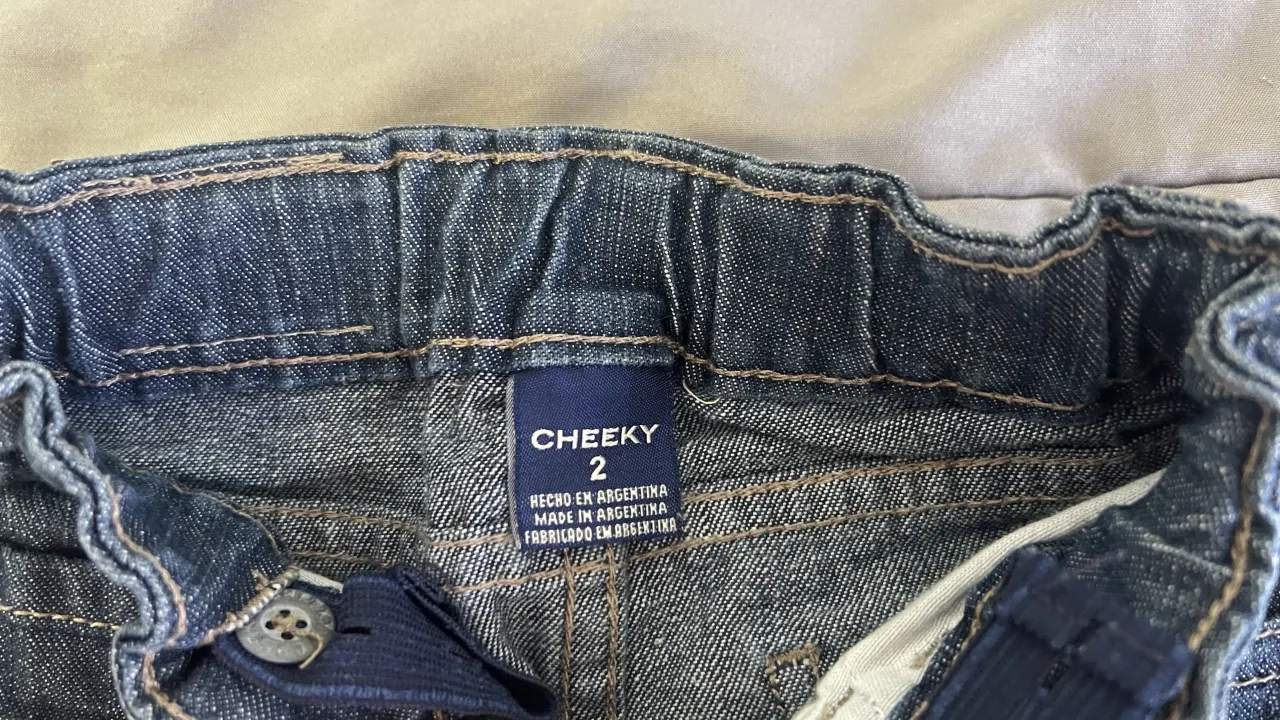 CHEEKY
2
HECHO EN ARGENTINA
MADE IN ARGENTINA
FABRICADO EM ARGENTINA